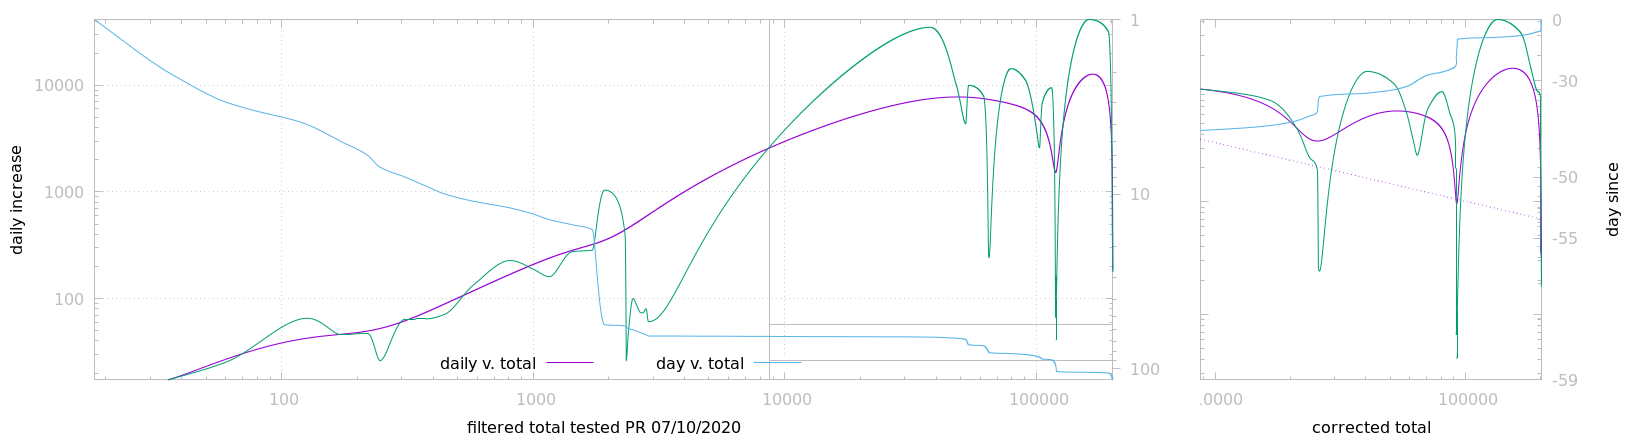 daily increase
10000
1000
100
100
1000
10000
100000
filtered total tested PR 07/10/2020
daily v. total
day v. total
1
10
100
.0000
100000
corrected total
0
-30
-50
-55
-59
day since